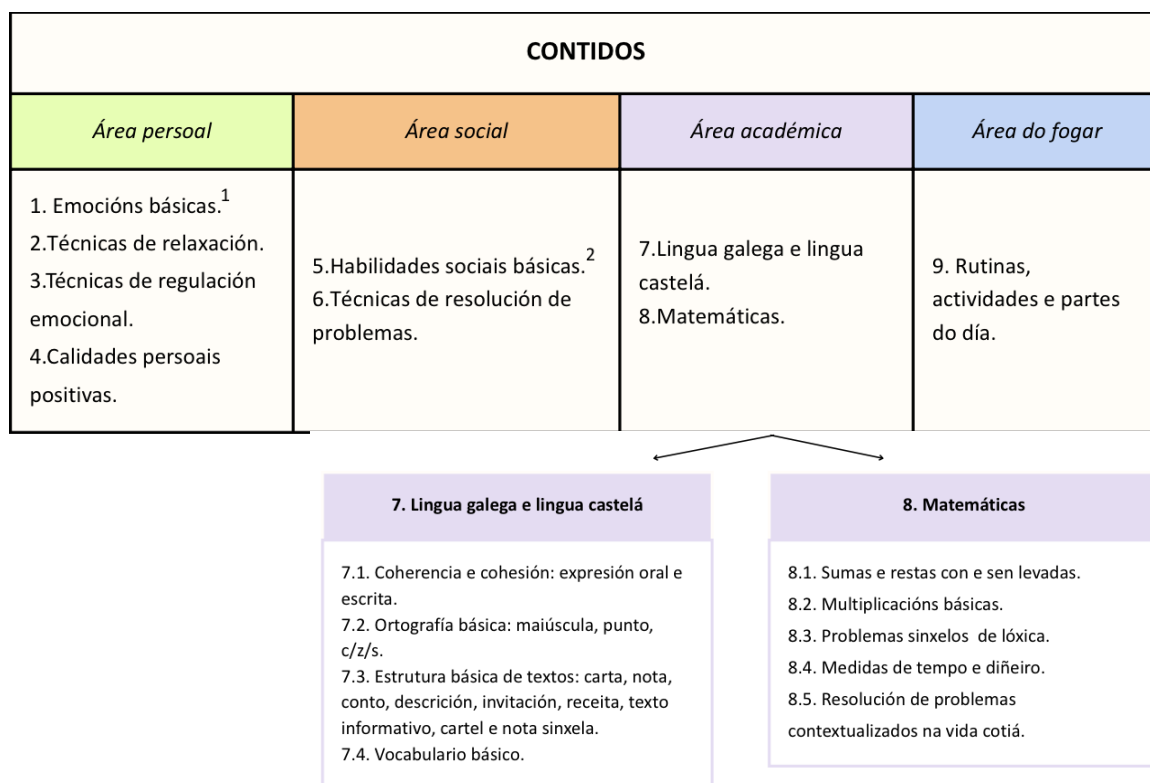 CONTIDOS
Área persoal
Área social
Área académica
Área do fogar
1. Emocións básicas.1
2.Técnicas de relaxación.
3.Técnicas de regulación
emocional.
4.Calidades persoais
positivas.
5.Habilidades sociais básicas.2
6.Técnicas de resolución de
problemas.
7.Lingua galega e lingua
castelá.
8.Matemáticas.
9. Rutinas,
actividades e partes
do día.
7. Lingua galega e lingua castelá
7.1. Coherencia e cohesión: expresión oral e
escrita.
7.2. Ortografía básica: maiúscula, punto,
c/z/s.
7.3. Estrutura básica de textos: carta, nota,
conto, descrición, invitación, receita, texto
informativo, cartel e nota sinxela.
7.4. Vocabulario básico.
8. Matemáticas
8.1. Sumas e restas con e sen levadas.
8.2. Multiplicacións básicas.
8.3. Problemas sinxelos de lóxica.
8.4. Medidas de tempo e diñeiro.
8.5. Resolución de problemas
contextualizados na vida cotiá.